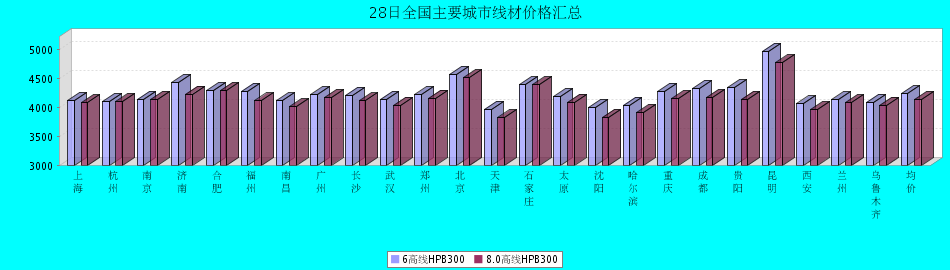 28日全国主要城市线材价格汇总
5000
4500
4000
3500
3000
上海
杭州
南京
济南
合肥
福州
南昌
广州
长沙
武汉
郑州
北京
天津
石家庄
太原
沈阳
哈尔滨
重庆
成都
贵阳
昆明
西安
兰州
乌鲁木齐
均价
6高线HPB300
8.0高线HPB300